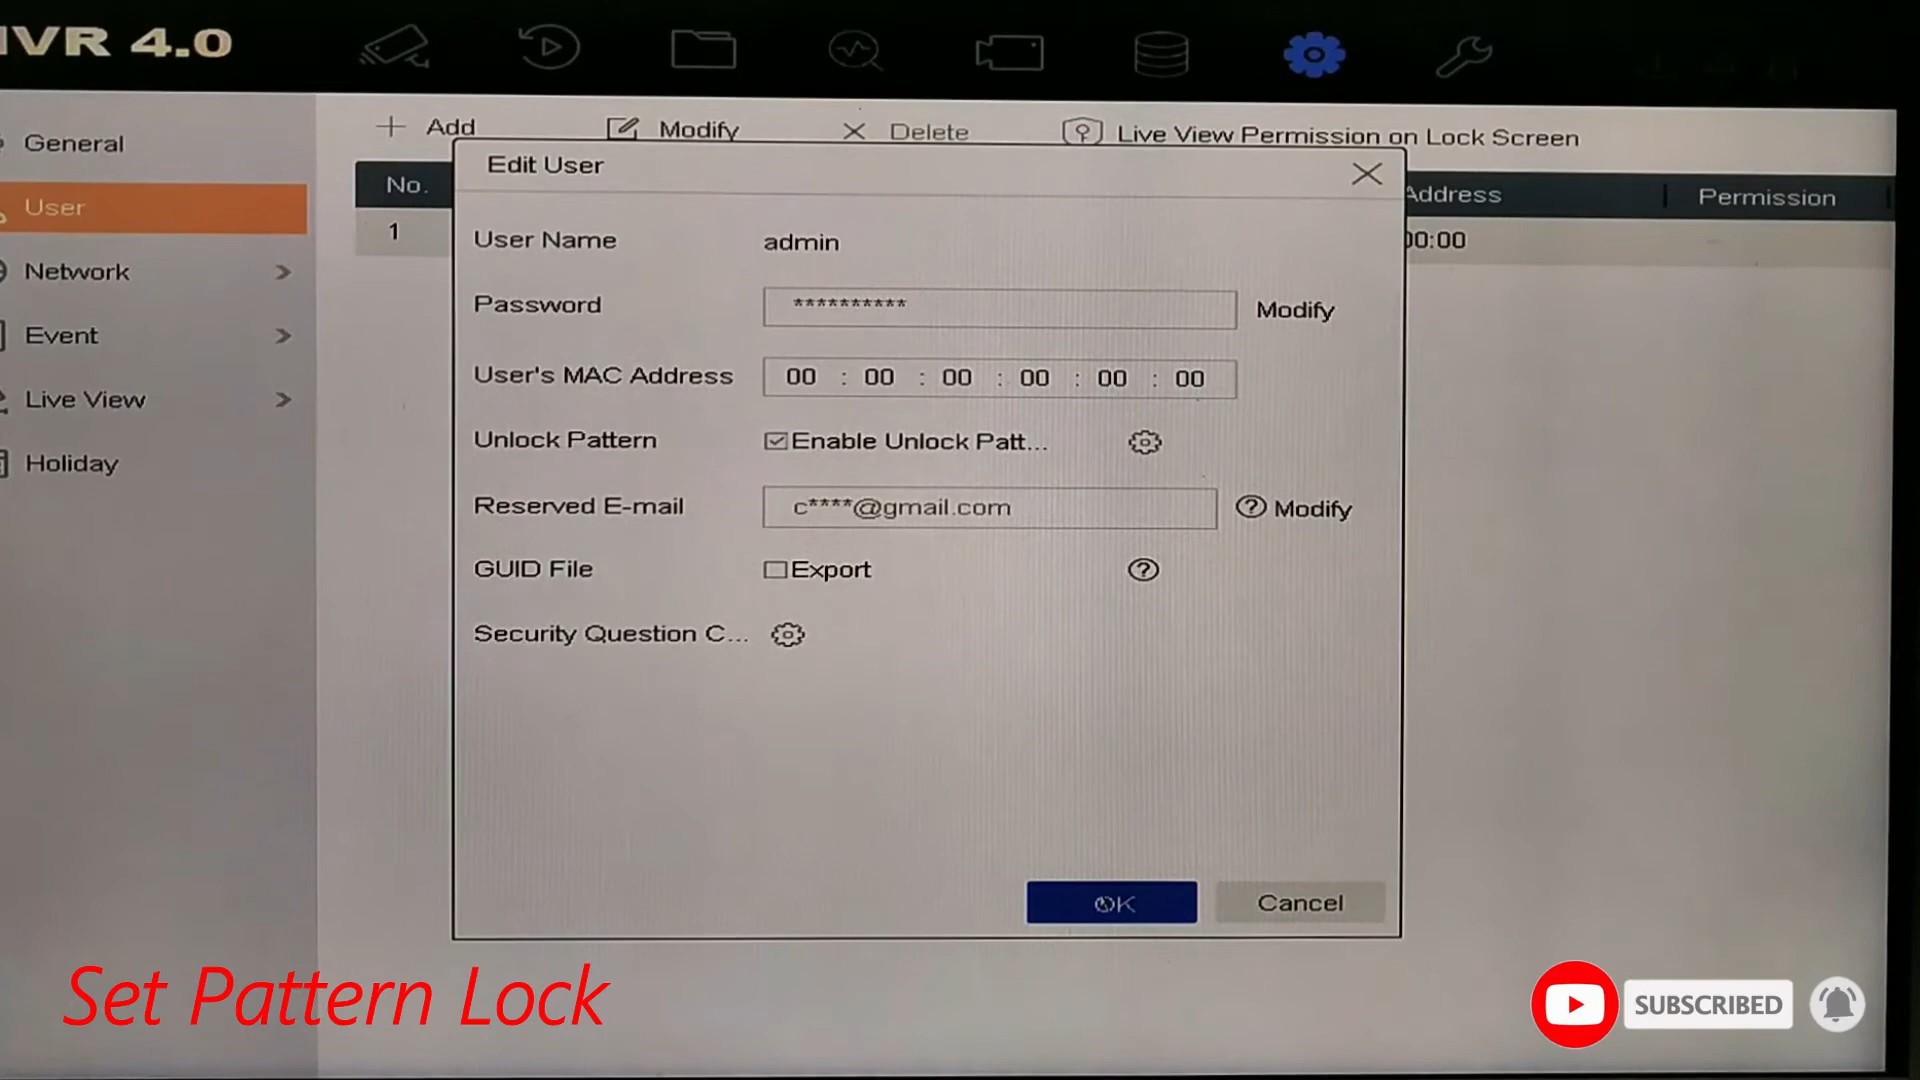 IVR 4.0
General
User
Network
Event
Live View
Holiday
Add
Modify
Delete
Live View Permission on Lock Screen
No.
Address
Permission
1
00:00
Edit User
User Name
admin
Password
**********
Modify
User's MAC Address
00 : 00 : 00 : 00 : 00 : 00
Unlock Pattern
Enable Unlock Patt...
Reserved E-mail
c****@gmail.com
Modify
GUID File
Export
Security Question C...
OK
Cancel
Set Pattern Lock
SUBSCRIBED